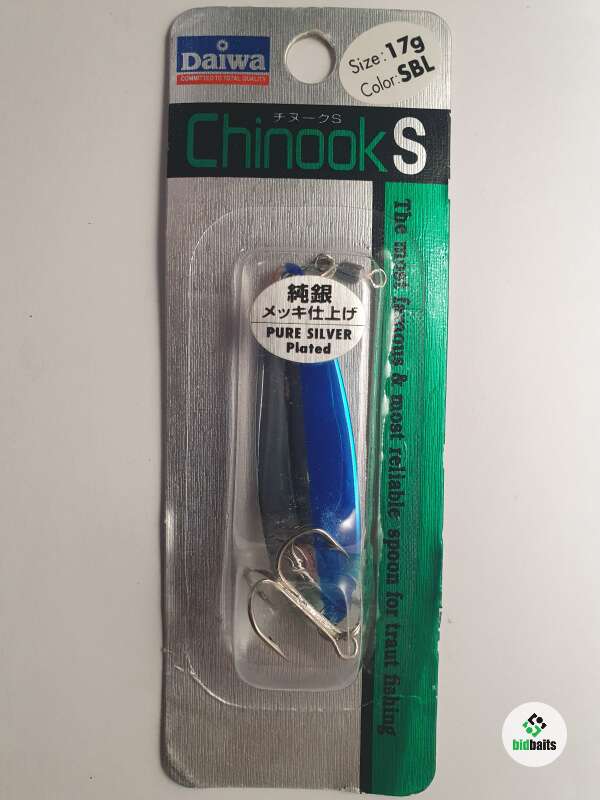 Daiwa
COMMITTED TO TOTAL QUALITY
Size: 17g
Color: SBL
チヌークS
Chinook S
純銀
メッキ仕上げ
PURE SILVER
Plated
The most famous & most reliable spoon for traut fishing
bidbaits